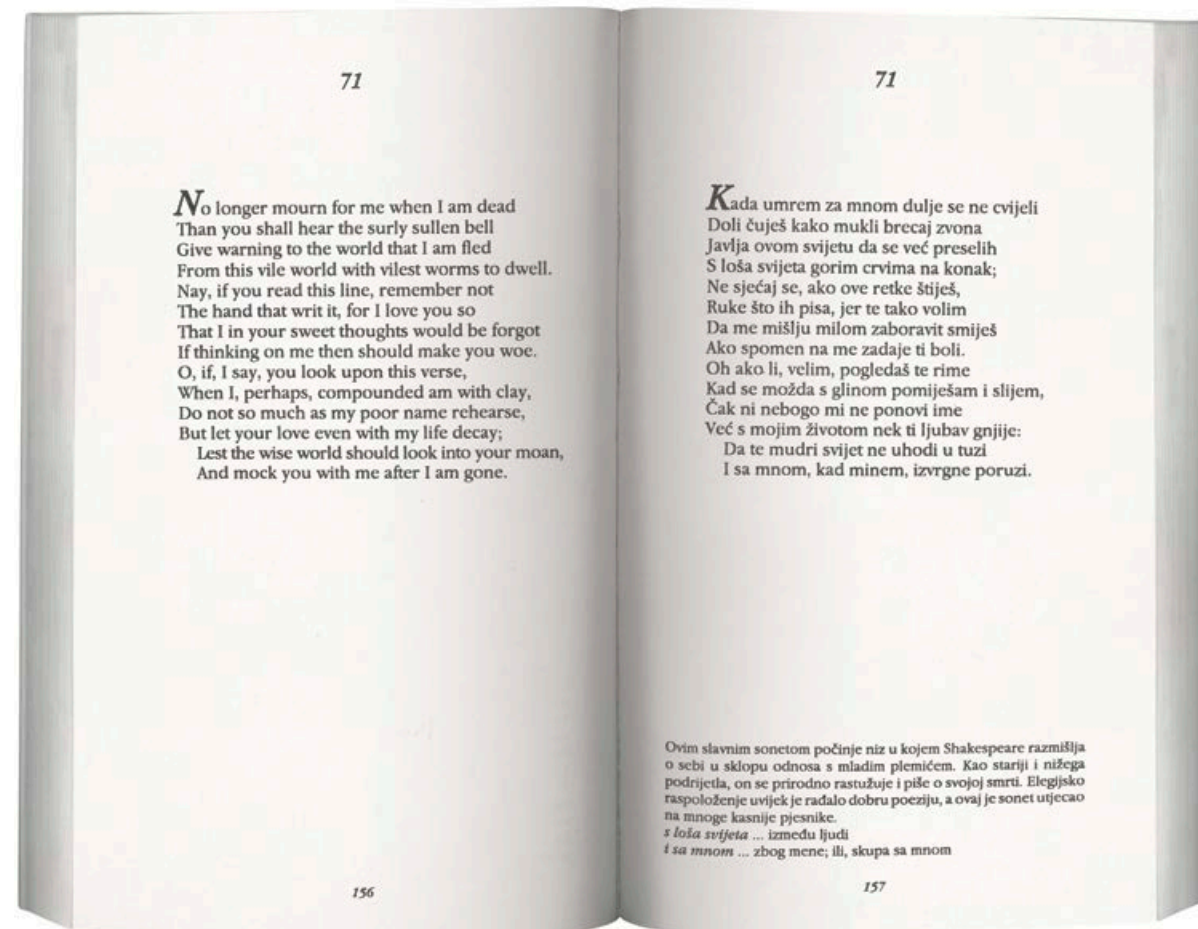 71
No longer mourn for me when I am dead
Than you shall hear the surly sullen bell
Give warning to the world that I am fled
From this vile world with vilest worms to dwell.
Nay, if you read this line, remember not
The hand that writ it, for I love you so
That I in your sweet thoughts would be forgot
If thinking on me then should make you woe.
O, if, I say, you look upon this verse,
When I, perhaps, compounded am with clay,
Do not so much as my poor name rehearse,
But let your love even with my life decay;
Lest the wise world should look into your moan,
And mock you with me after I am gone.
156
71
Kada umrem za mnom dulje se ne cvijeli
Doli čuješ kako mukli brecaj zvona
Javlja ovom svijetu da se već preselih
S loša svijeta gorim crvima na konak;
Ne sjećaj se, ako ove retke štiješ,
Ruke što ih pisa, jer te tako volim
Da me mišlju milom zaboravit smiješ
Ako spomen na me zadaje ti boli.
Oh ako li, velim, pogledaš te rime
Kad se možda s glinom pomiješam i slijem,
Čak ni nebogo mi ne ponovi ime
Već s mojim životom nek ti ljubav gnjije:
Da te mudri svijet ne uhodi u tuzi
I sa mnom, kad minem, izvrgne poruzi.
Ovim slavnim sonetom počinje niz u kojem Shakespeare razmišlja
o sebi u sklopu odnosa s mladim plemićem. Kao stariji i nižega
podrijetla, on se prirodno rastužuje i piše o svojoj smrti. Elegijsko
raspoloženje uvijek je rađalo dobru poeziju, a ovaj je sonet utjecao
na mnoge kasnije pjesnike.
s loša svijeta ... između ljudi
i sa mnom ... zbog mene; ili, skupa sa mnom
157